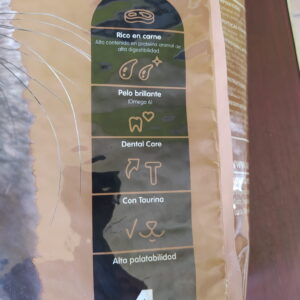 Rico en carne
Alto contenido en proteína animal de
alta digestibilidad
Pelo brillante
(Omega 6)
Dental Care
Con Taurina
Alta palatabilidad